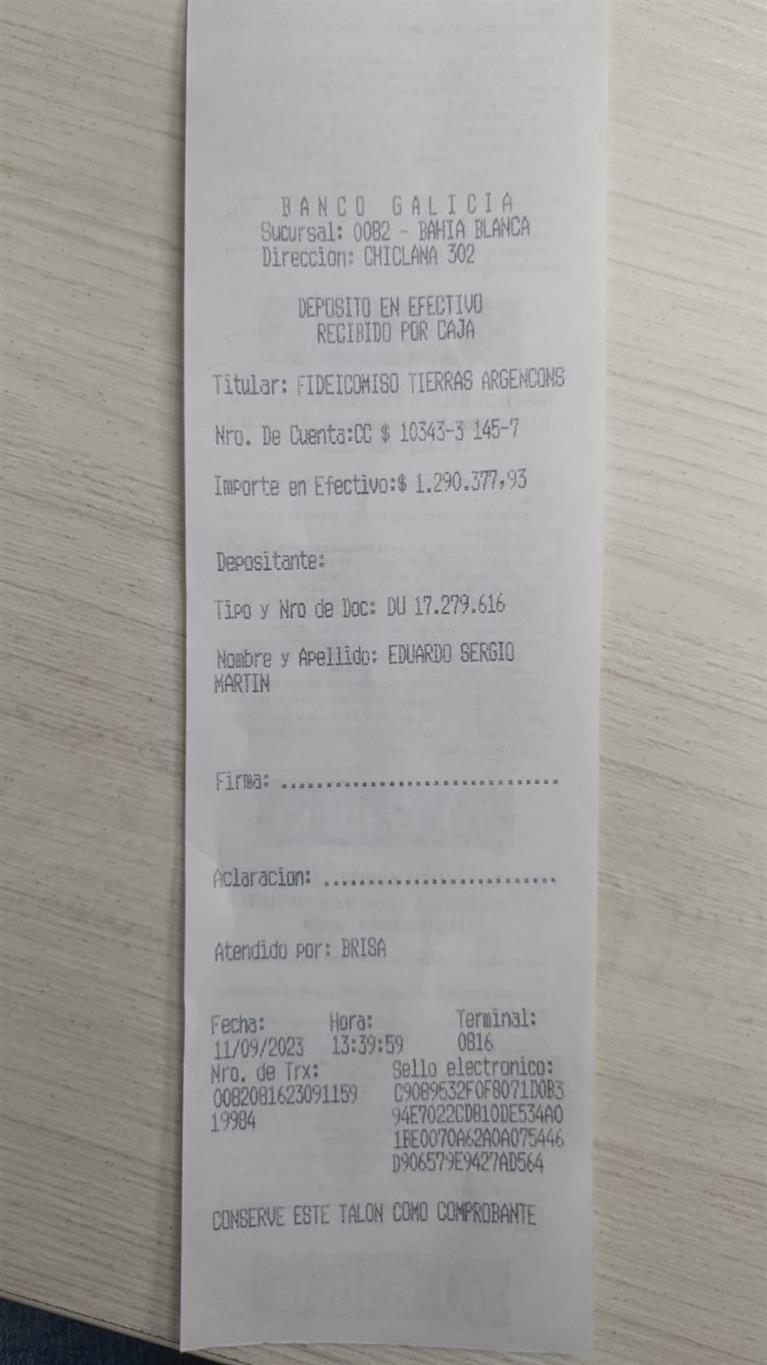 BANCO GALICIA
Sucursal: 0082 - BAHIA BLANCA
Direccion: CHICLANA 302
DEPOSITO EN EFECTIVO
RECIBIDO POR CAJA
Titular: FIDEICOMISO TIERRAS ARGENCONS
Nro. De Cuenta:CC $ 10343-3 145-7
Importe en Efectivo:$ 1.290.377,93
Depositante:
Tipo y Nro de Doc: DU 17.279.616
Nombre y Apellido: EDUARDO SERGIO
MARTIN
Firma: ...............................
Aclaracion: ..........................
Atendido por: BRISA
Fecha: Hora: Terminal:
11/09/2023 13:39:59 0816
Nro. de Trx: Sello electronico:
0082081623091159 C9089532F0F8071D0B3
19984 94E7022CD810DE534A0
1BE0070A62A0A075446
D906579E9427AD564
CONSERVE ESTE TALON COMO COMPROBANTE